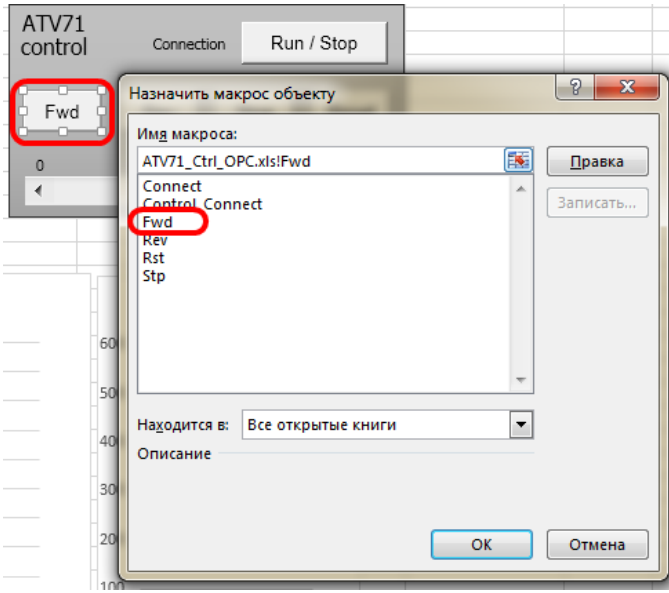 ATV71
control
Connection
Run / Stop
Fwd
0
Назначить макрос объекту
Имя макроса:
ATV71_Ctrl_OPC.xls!Fwd
Правка
Записать...
Connect
Control_Connect
Fwd
Rev
Rst
Stp
Находится в:
Все открытые книги
Описание
OK
Отмена
600
500
400
300
200
100